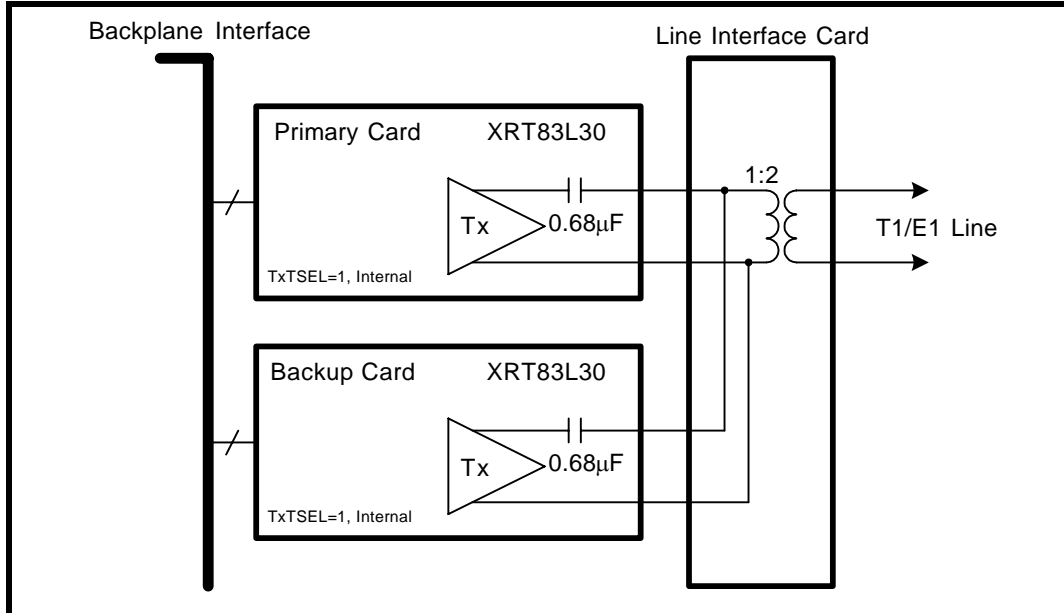 Backplane Interface
Line Interface Card
Primary Card XRT83L30
1:2
Tx
0.68μF
T1/E1 Line
TxTSEL=1, Internal
Backup Card XRT83L30
Tx
0.68μF
TxTSEL=1, Internal